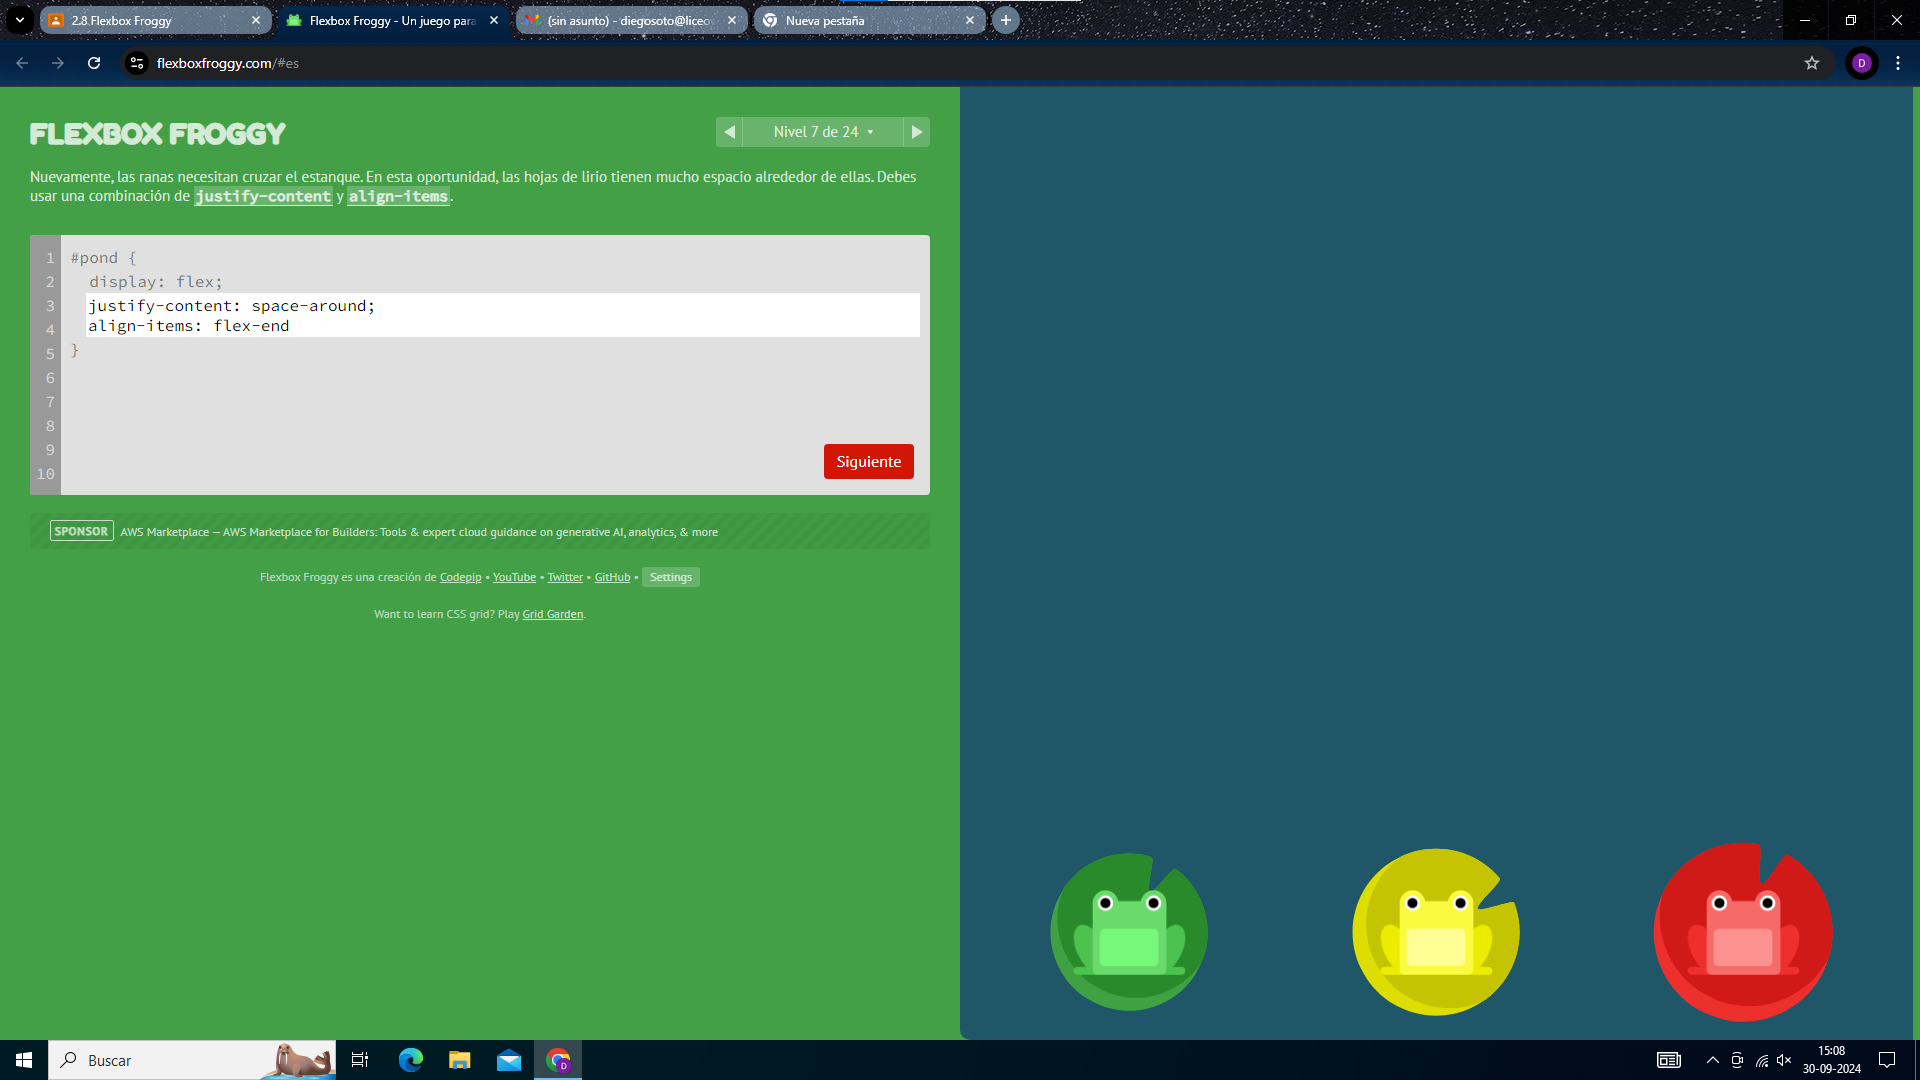 2.8 Flexbox Froggy
Flexbox Froggy - Un juego para
(sin asunto) - diegosoto@liceov
Nueva pestaña
flexboxfroggy.com/#es
D
FLEXBOX FROGGY
Nivel 7 de 24
Nuevamente, las ranas necesitan cruzar el estanque. En esta oportunidad, las hojas de lirio tienen mucho espacio alrededor de ellas. Debes
usar una combinación de justify-content y align-items.
1 #pond {
2 display: flex;
3 justify-content: space-around;
4 align-items: flex-end
5 }
6
7
8
9
10
Siguiente
SPONSOR AWS Marketplace — AWS Marketplace for Builders: Tools & expert cloud guidance on generative AI, analytics, & more
Flexbox Froggy es una creación de Codepip • YouTube • Twitter • GitHub • Settings
Want to learn CSS grid? Play Grid Garden.
Buscar
D
15:08
30-09-2024